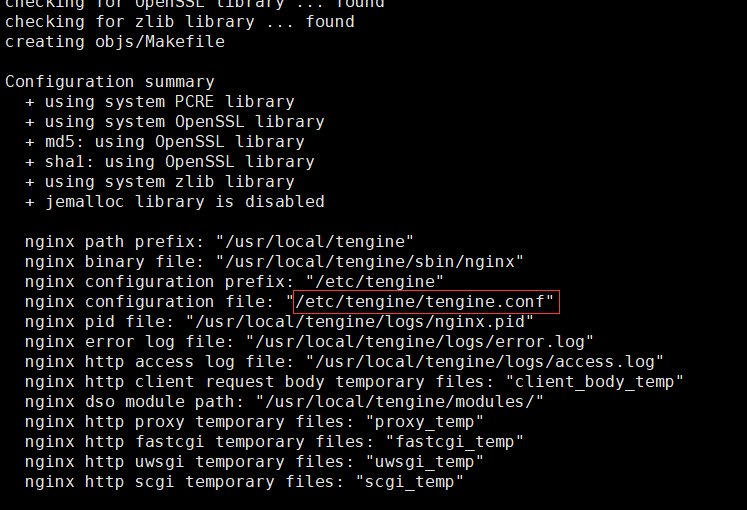 checking for OpenSSL library ... found
checking for zlib library ... found
creating objs/Makefile
Configuration summary
+ using system PCRE library
+ using system OpenSSL library
+ md5: using OpenSSL library
+ sha1: using OpenSSL library
+ using system zlib library
+ jemalloc library is disabled
nginx path prefix: "/usr/local/tengine"
nginx binary file: "/usr/local/tengine/sbin/nginx"
nginx configuration prefix: "/etc/tengine"
nginx configuration file: "/etc/tengine/tengine.conf"
nginx pid file: "/usr/local/tengine/logs/nginx.pid"
nginx error log file: "/usr/local/tengine/logs/error.log"
nginx http access log file: "/usr/local/tengine/logs/access.log"
nginx http client request body temporary files: "client_body_temp"
nginx dso module path: "/usr/local/tengine/modules/"
nginx http proxy temporary files: "proxy_temp"
nginx http fastcgi temporary files: "fastcgi_temp"
nginx http uwsgi temporary files: "uwsgi_temp"
nginx http scgi temporary files: "scgi_temp"